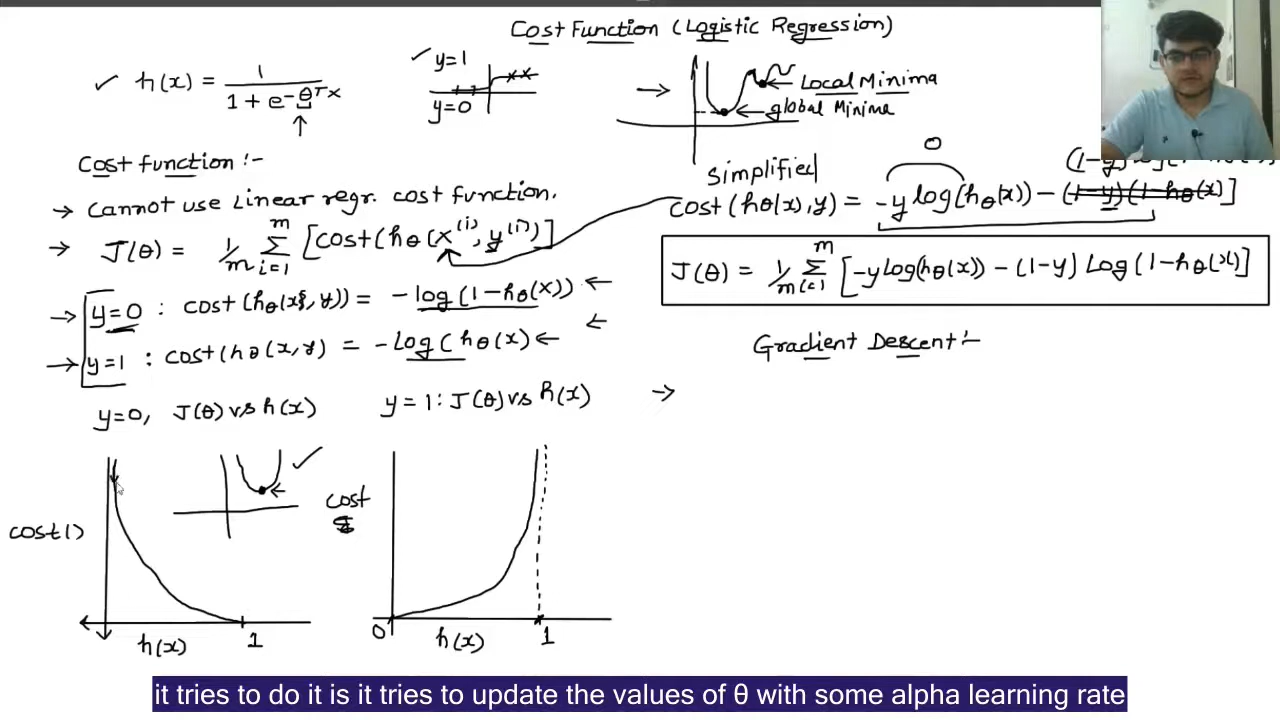 Cost Function (Logistic Regression)
✓ h(x) = 1 / 1 + e^-θᵀx
✓ y=1
y=0
→ Local Minima
global Minima
Cost function :-
→ Cannot use Linear regr. cost function.
→ J(θ) = 1/m Σ i=1 m [cost(hθ(x⁽ⁱ⁾, y⁽ⁱ⁾)]
→ y=0 : cost(hθ(x), y)) = - log(1-hθ(x)) ←
→ y=1 : cost(hθ(x, y) = - Log(hθ(x) ← ←
y=0, J(θ) vs h(x)
y=1 : J(θ) vs h(x)
cost()
h(x) 1
✓
cost
0 h(x) 1
0
simplified
cost(hθ(x), y) = -y log(hθ(x)) - (1-y)(1-hθ(x)]
J(θ) = 1/m Σ i=1 m [-y log(hθ(x)) - (1-y) Log(1-hθ(x)]
Gradient Descent :-
→
it tries to do it is it tries to update the values of θ with some alpha learning rate